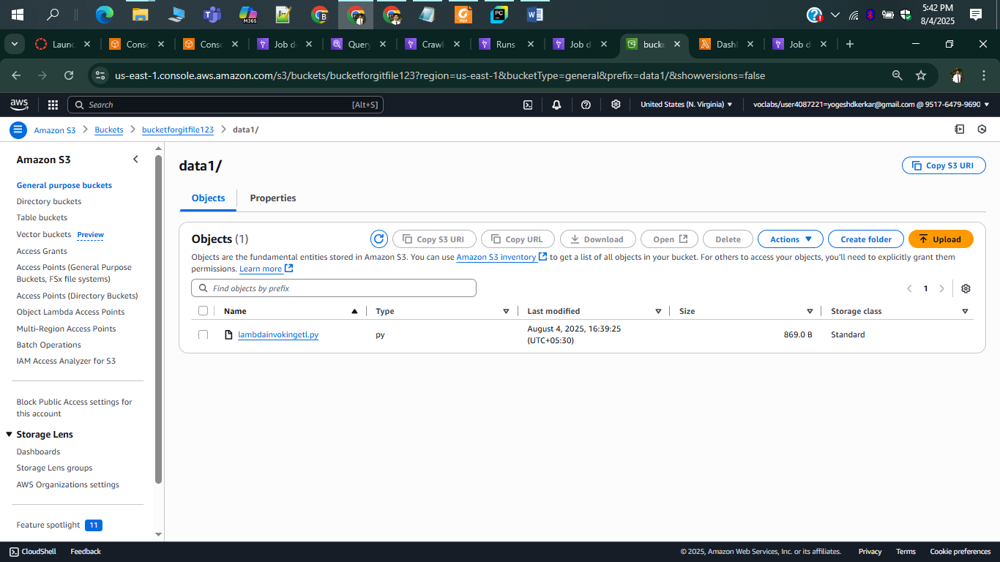 5:42 PM
8/4/2025
Launc
Consc
Consc
Job d
Query
Crawl
Runs
Job d
bucke
Dashl
Job d
us-east-1.console.aws.amazon.com/s3/buckets/bucketforgitfile123?region=us-east-1&bucketType=general&prefix=data1/&showversions=false
aws
Search [Alt+S]
United States (N. Virginia)
voclabs/user4087221=yogeshdkerkar@gmail.com @ 9517-6479-9690
Amazon S3 > Buckets > bucketforgitfile123 > data1/
Amazon S3
General purpose buckets
Directory buckets
Table buckets
Vector buckets Preview
Access Grants
Access Points (General Purpose
Buckets, FSx file systems)
Access Points (Directory Buckets)
Object Lambda Access Points
Multi-Region Access Points
Batch Operations
IAM Access Analyzer for S3
Block Public Access settings for
this account
Storage Lens
Dashboards
Storage Lens groups
AWS Organizations settings
Feature spotlight 11
data1/
Copy S3 URI
Objects
Properties
Objects (1)
Copy S3 URI
Copy URL
Download
Open
Delete
Actions
Create folder
Upload
Objects are the fundamental entities stored in Amazon S3. You can use Amazon S3 inventory to get a list of all objects in your bucket. For others to access your objects, you'll need to explicitly grant them
permissions. Learn more
Find objects by prefix
1
Name Type Last modified Size Storage class
lambdainvokingetl.py py August 4, 2025, 16:39:25 869.0 B Standard
(UTC+05:30)
CloudShell Feedback © 2025, Amazon Web Services, Inc. or its affiliates. Privacy Terms Cookie preferences